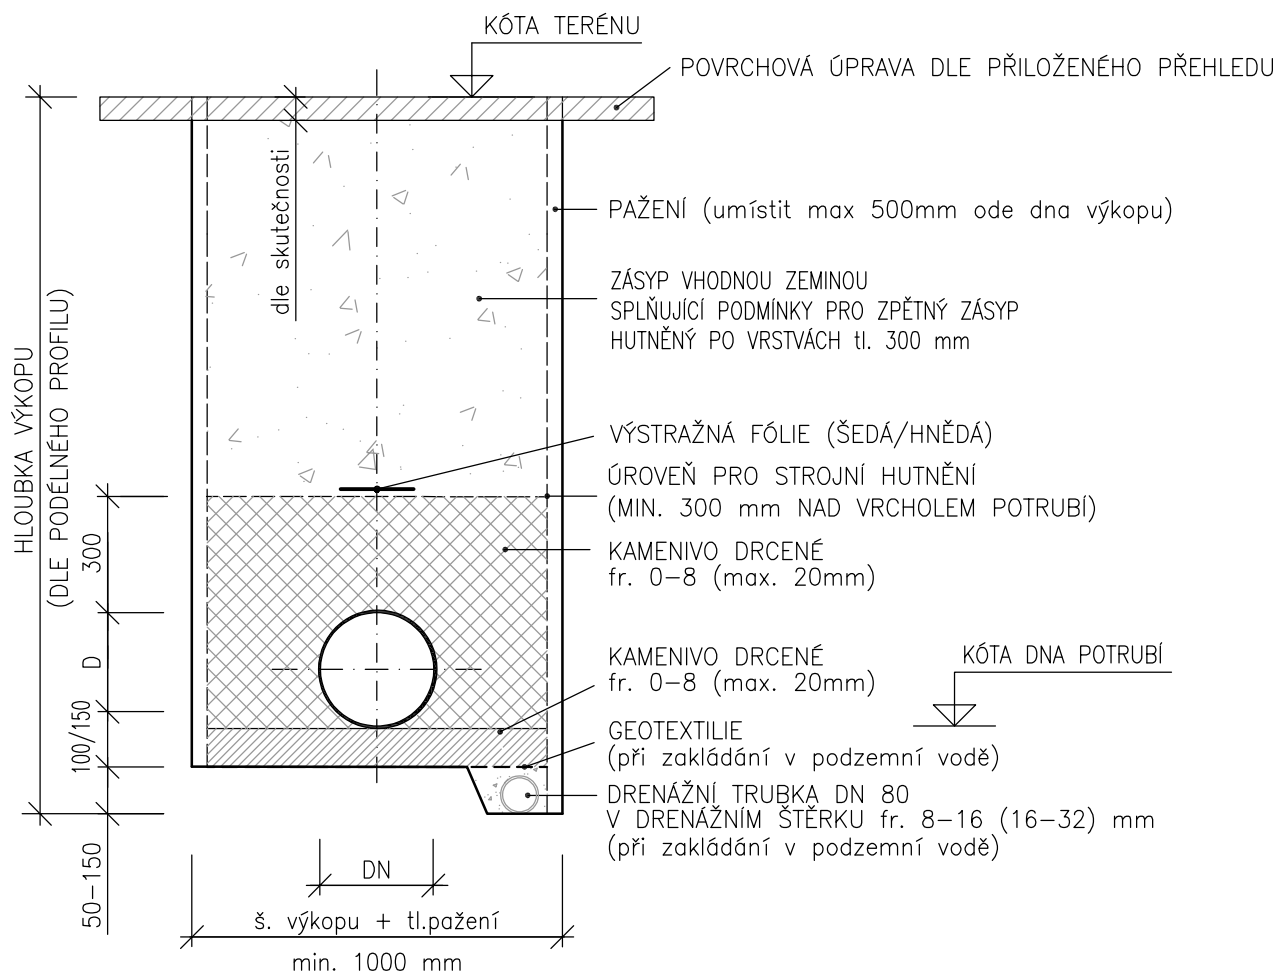 KÓTA TERÉNU
POVRCHOVÁ ÚPRAVA DLE PŘILOŽENÉHO PŘEHLEDU
dle skutečnosti
PAŽENÍ (umístit max 500mm ode dna výkopu)
ZÁSYP VHODNOU ZEMINOU
SPLŇUJÍCÍ PODMÍNKY PRO ZPĚTNÝ ZÁSYP
HUTNĚNÝ PO VRSTVÁCH tl. 300 mm
HLOUBKA VÝKOPU
(DLE PODÉLNÉHO PROFILU)
VÝSTRAŽNÁ FÓLIE (ŠEDÁ/HNĚDÁ)
ÚROVEŇ PRO STROJNÍ HUTNĚNÍ
(MIN. 300 mm NAD VRCHOLEM POTRUBÍ)
300
KAMENIVO DRCENÉ
fr. 0-8 (max. 20mm)
D
KAMENIVO DRCENÉ
fr. 0-8 (max. 20mm)
KÓTA DNA POTRUBÍ
100/150
GEOTEXTILIE
(při zakládání v podzemní vodě)
DRENÁŽNÍ TRUBKA DN 80
V DRENÁŽNÍM ŠTĚRKU fr. 8-16 (16-32) mm
(při zakládání v podzemní vodě)
50-150
DN
š. výkopu + tl.pažení
min. 1000 mm